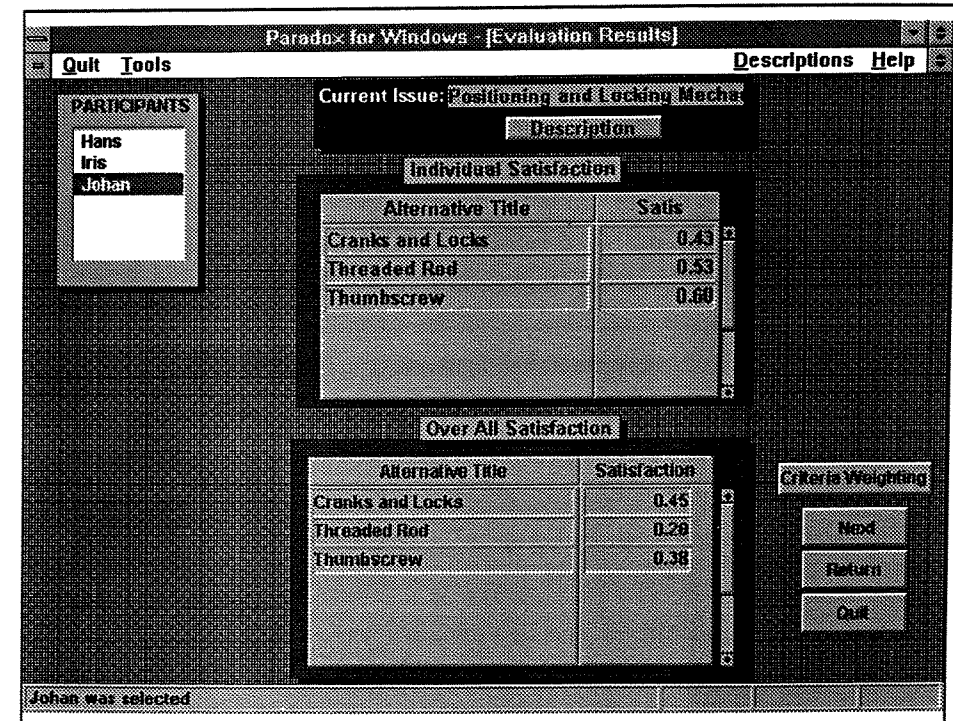 Paradox for Windows - [Evaluation Results]
Quit Tools Descriptions Help
PARTICIPANTS
Hans
Iris
Johan
Current Issue: Positioning and Locking Mechar
Description
Individual Satisfaction
Alternative Title Satis
Cranks and Locks 0.43
Threaded Rod 0.53
Thumbscrew 0.60
Over All Satisfaction
Alternative Title Satisfaction
Cranks and Locks 0.45
Threaded Rod 0.28
Thumbscrew 0.38
Criteria Weighting
Next
Return
Quit
Johan was selected